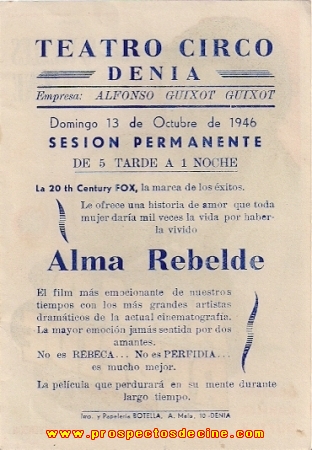 TEATRO CIRCO
DENIA
Empresa: ALFONSO GUIXOT GUIXOT
Domingo 13 de Octubre de 1946
SESION PERMANENTE
DE 5 TARDE A 1 NOCHE
La 20 th Century FOX, la marca de los éxitos.
Le ofrece una historia de amor que toda
mujer daría mil veces la vida por haber-
la vivido
Alma Rebelde
El film más emocionante de nuestros
tiempos con los más grandes artistas
dramáticos de la actual cinematografia.
La mayor emoción jamás sentida por dos
amantes.
No es REBECA... No es PERFIDIA...
es mucho mejor.
La película que perdurará en su mente durante
largo tiempo.
Imp. y Papelería BOTELLA, A. Mala, 10-DENIA
www.prospectosdecine.com